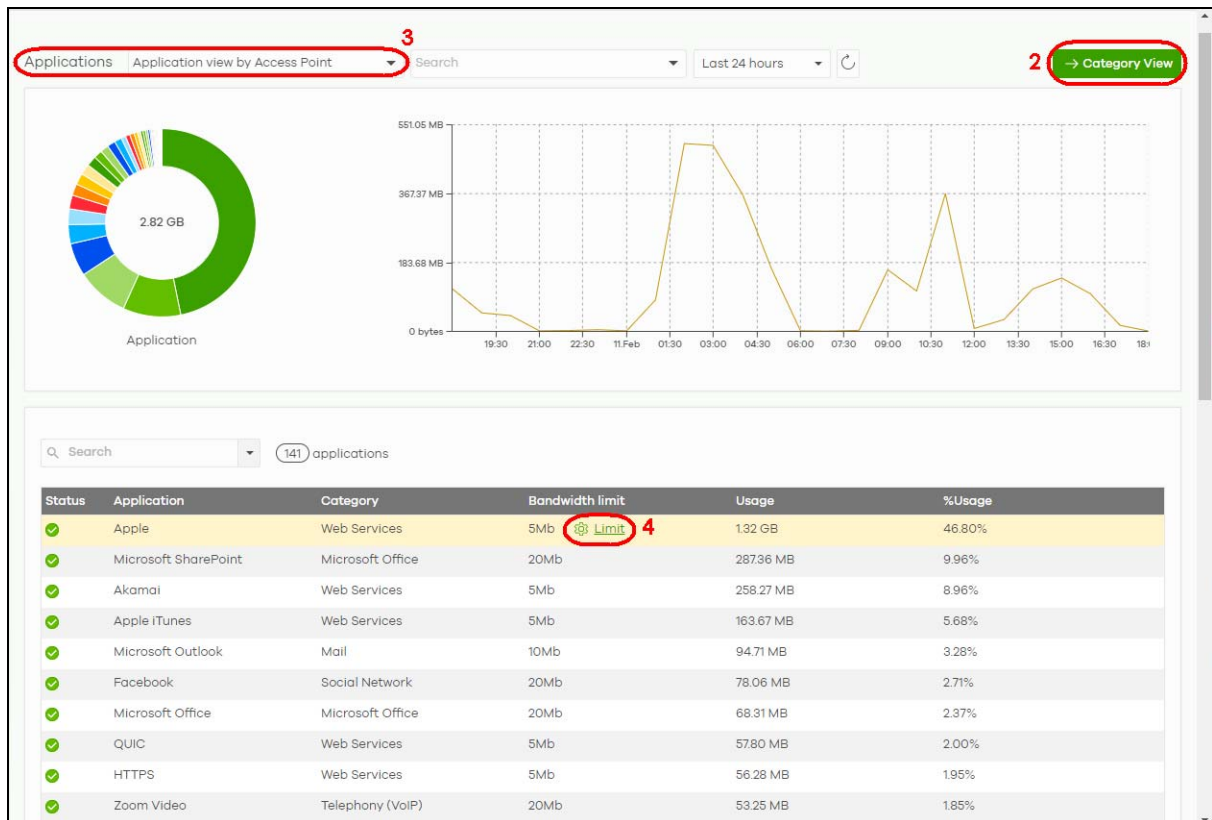 3
Applications Application view by Access Point Search Last 24 hours 2 → Category View
551.05 MB
367.37 MB
183.68 MB
0 bytes
2.82 GB
Application
19:30 21:00 22:30 11.Feb 01:30 03:00 04:30 06:00 07:30 09:00 10:30 12:00 13:30 15:00 16:30
Search 141 applications
Status Application Category Bandwidth limit Usage %Usage
Apple Web Services 5Mb Limit 4 1.32 GB 46.80%
Microsoft SharePoint Microsoft Office 20Mb 287.36 MB 9.96%
Akamai Web Services 5Mb 258.27 MB 8.96%
Apple iTunes Web Services 5Mb 163.67 MB 5.68%
Microsoft Outlook Mail 10Mb 94.71 MB 3.28%
Facebook Social Network 20Mb 78.06 MB 2.71%
Microsoft Office Microsoft Office 20Mb 68.31 MB 2.37%
QUIC Web Services 5Mb 57.80 MB 2.00%
HTTPS Web Services 5Mb 56.28 MB 1.95%
Zoom Video Telephony (VoIP) 20Mb 53.25 MB 1.85%